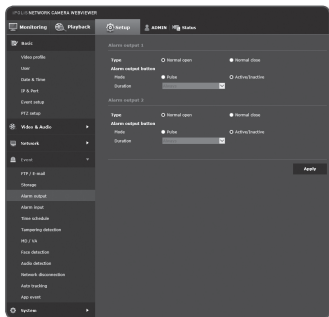 iPOLiS NETWORK CAMERA WEBVIEWER
Monitoring
Playback
Setup
ADMIN
Status
Basic
Video profile
User
Date & Time
IP & Port
Event setup
PTZ setup
Video & Audio
Network
Event
FTP / E-mail
Storage
Alarm output
Alarm input
Time schedule
Tampering detection
MD / VA
Face detection
Audio detection
Network disconnection
Auto tracking
App event
System
Alarm output 1
Type
Normal open
Normal close
Alarm output button
Mode
Pulse
Active/Inactive
Duration
Alarm output 2
Type
Normal open
Normal close
Alarm output button
Mode
Pulse
Active/Inactive
Duration
Apply